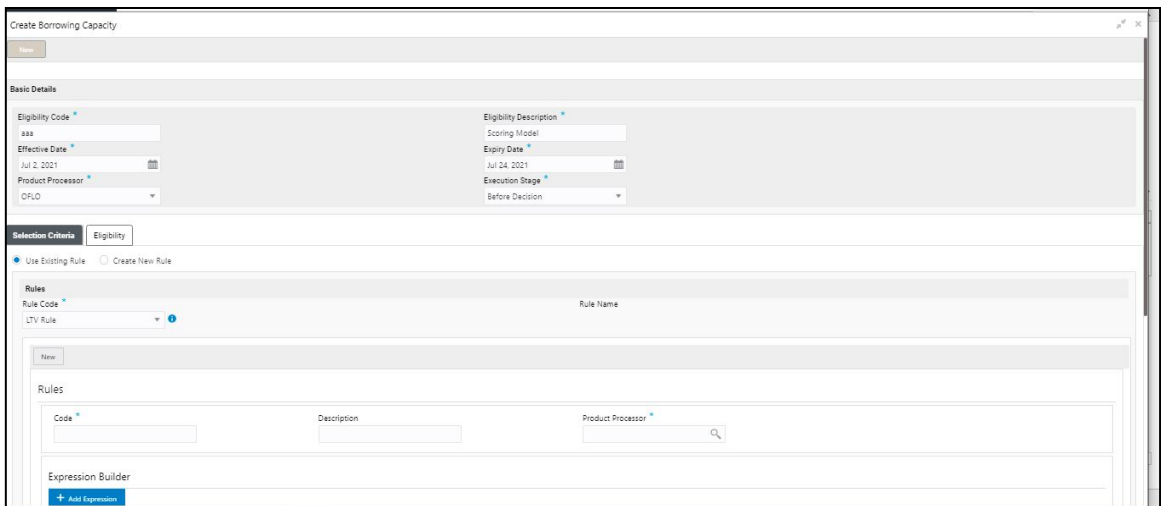 Create Borrowing Capacity
New
Basic Details
Eligibility Code * Eligibility Description *
aaa Scoring Model
Effective Date * Expiry Date *
Jul 2, 2021 Jul 24, 2021
Product Processor * Execution Stage *
OFLO Before Decision
Selection Criteria Eligibility
Use Existing Rule Create New Rule
Rules
Rule Code * Rule Name
LTV Rule
New
Rules
Code * Description Product Processor *
Expression Builder
+ Add Expression